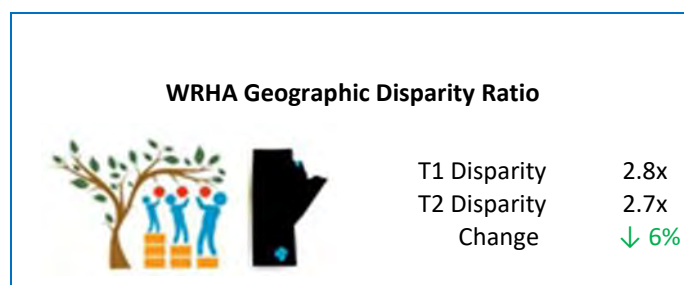 WRHA Geographic Disparity Ratio
T1 Disparity 2.8x
T2 Disparity 2.7x
Change ↓ 6%